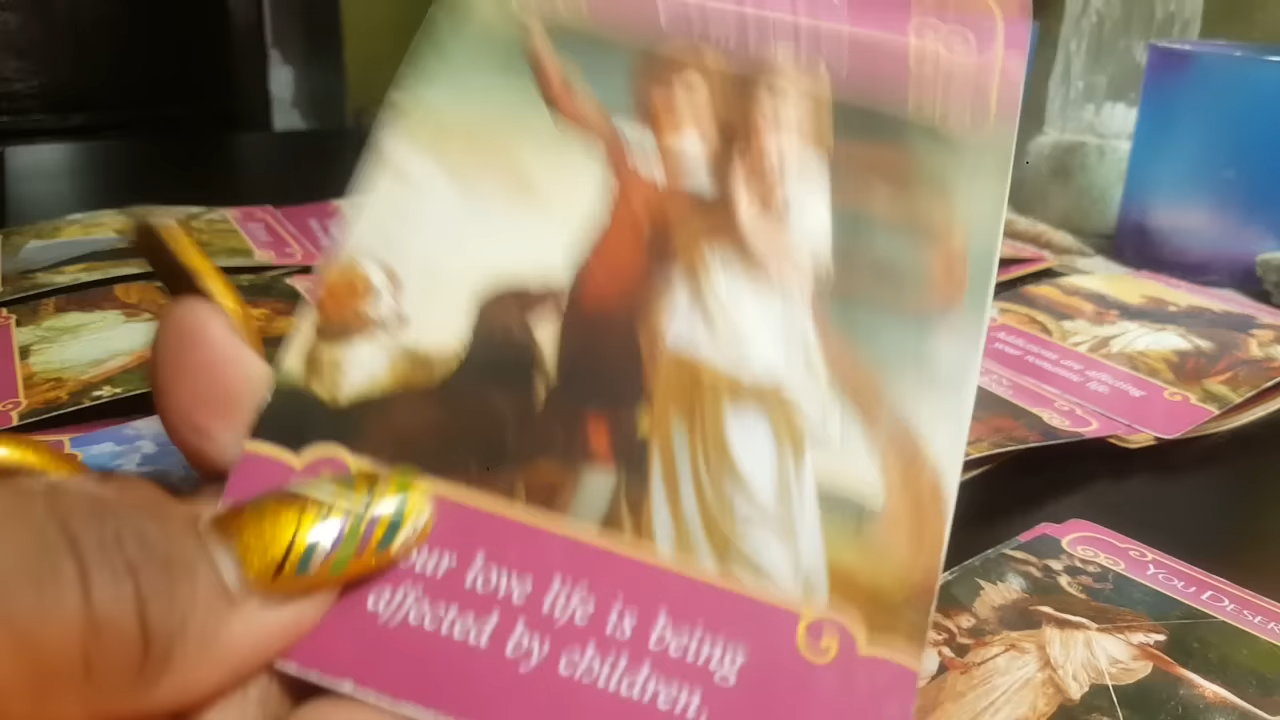 our love life is being
affected by children.
Addictions are affecting
your romantic life.
YOU DESER